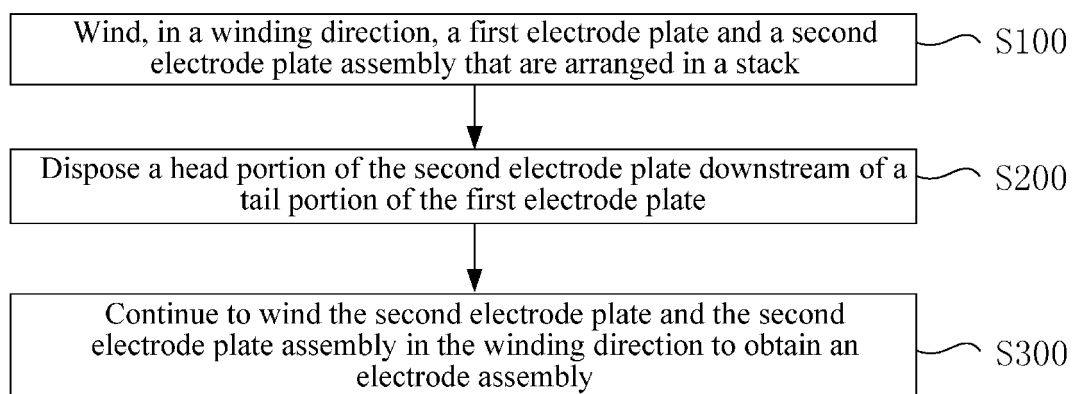 Wind, in a winding direction, a first electrode plate and a second
electrode plate assembly that are arranged in a stack
S100
Dispose a head portion of the second electrode plate downstream of a
tail portion of the first electrode plate
S200
Continue to wind the second electrode plate and the second
electrode plate assembly in the winding direction to obtain an
electrode assembly
S300